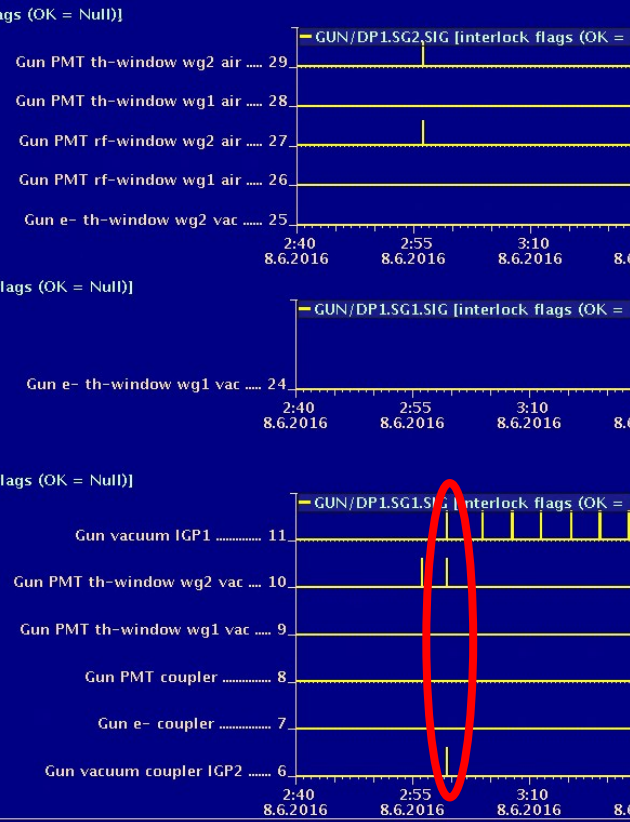 ags (OK = Null)]
GUN/DP1.SG2.SIG [interlock flags (OK =
Gun PMT th-window wg2 air ..... 29
Gun PMT th-window wg1 air ..... 28
Gun PMT rf-window wg2 air ..... 27
Gun PMT rf-window wg1 air ..... 26
Gun e- th-window wg2 vac ..... 25
2:40 2:55 3:10
8.6.2016 8.6.2016 8.6.2016 8.
lags (OK = Null)]
GUN/DP1.SG1.SIG [interlock flags (OK =
Gun e- th-window wg1 vac ..... 24
2:40 2:55 3:10
8.6.2016 8.6.2016 8.6.2016 8.
lags (OK = Null)]
GUN/DP1.SG1.SIG [interlock flags (OK =
Gun vacuum IGP1 .............. 11
Gun PMT th-window wg2 vac .... 10
Gun PMT th-window wg1 vac ..... 9
Gun PMT coupler ............... 8
Gun e- coupler ................ 7
Gun vacuum coupler IGP2 ....... 6
2:40 2:55 3:10
8.6.2016 8.6.2016 8.6.2016 8.